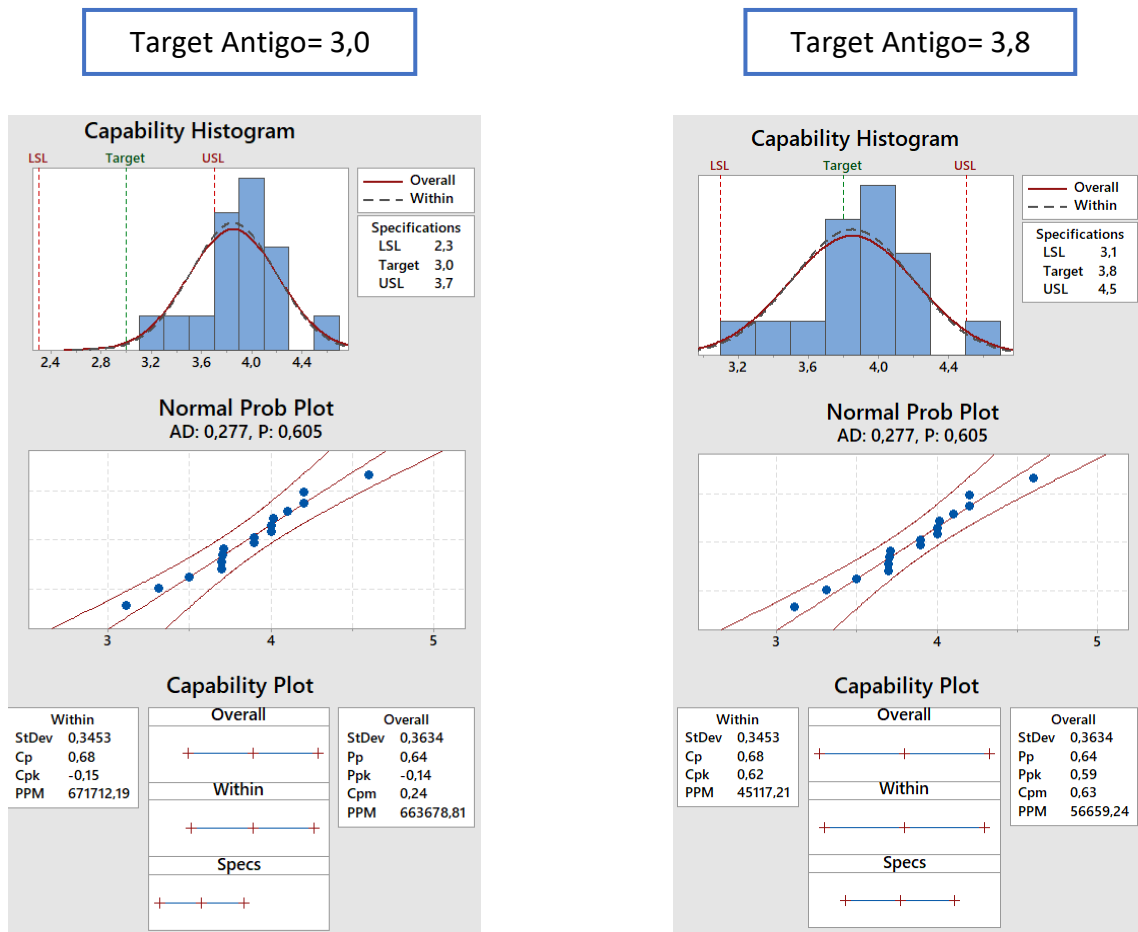 Target Antigo= 3,0
Capability Histogram
LSL Target USL
Overall
Within
Specifications
LSL 2,3
Target 3,0
USL 3,7
2,4 2,8 3,2 3,6 4,0 4,4
Normal Prob Plot
AD: 0,277, P: 0,605
3 4 5
Capability Plot
Within
StDev 0,3453
Cp 0,68
Cpk -0,15
PPM 671712,19
Overall
Within
Specs
Overall
StDev 0,3634
Pp 0,64
Ppk -0,14
Cpm 0,24
PPM 663678,81
Target Antigo= 3,8
Capability Histogram
LSL Target USL
Overall
Within
Specifications
LSL 3,1
Target 3,8
USL 4,5
3,2 3,6 4,0 4,4
Normal Prob Plot
AD: 0,277, P: 0,605
3 4 5
Capability Plot
Within
StDev 0,3453
Cp 0,68
Cpk 0,62
PPM 45117,21
Overall
Within
Specs
Overall
StDev 0,3634
Pp 0,64
Ppk 0,59
Cpm 0,63
PPM 56659,24